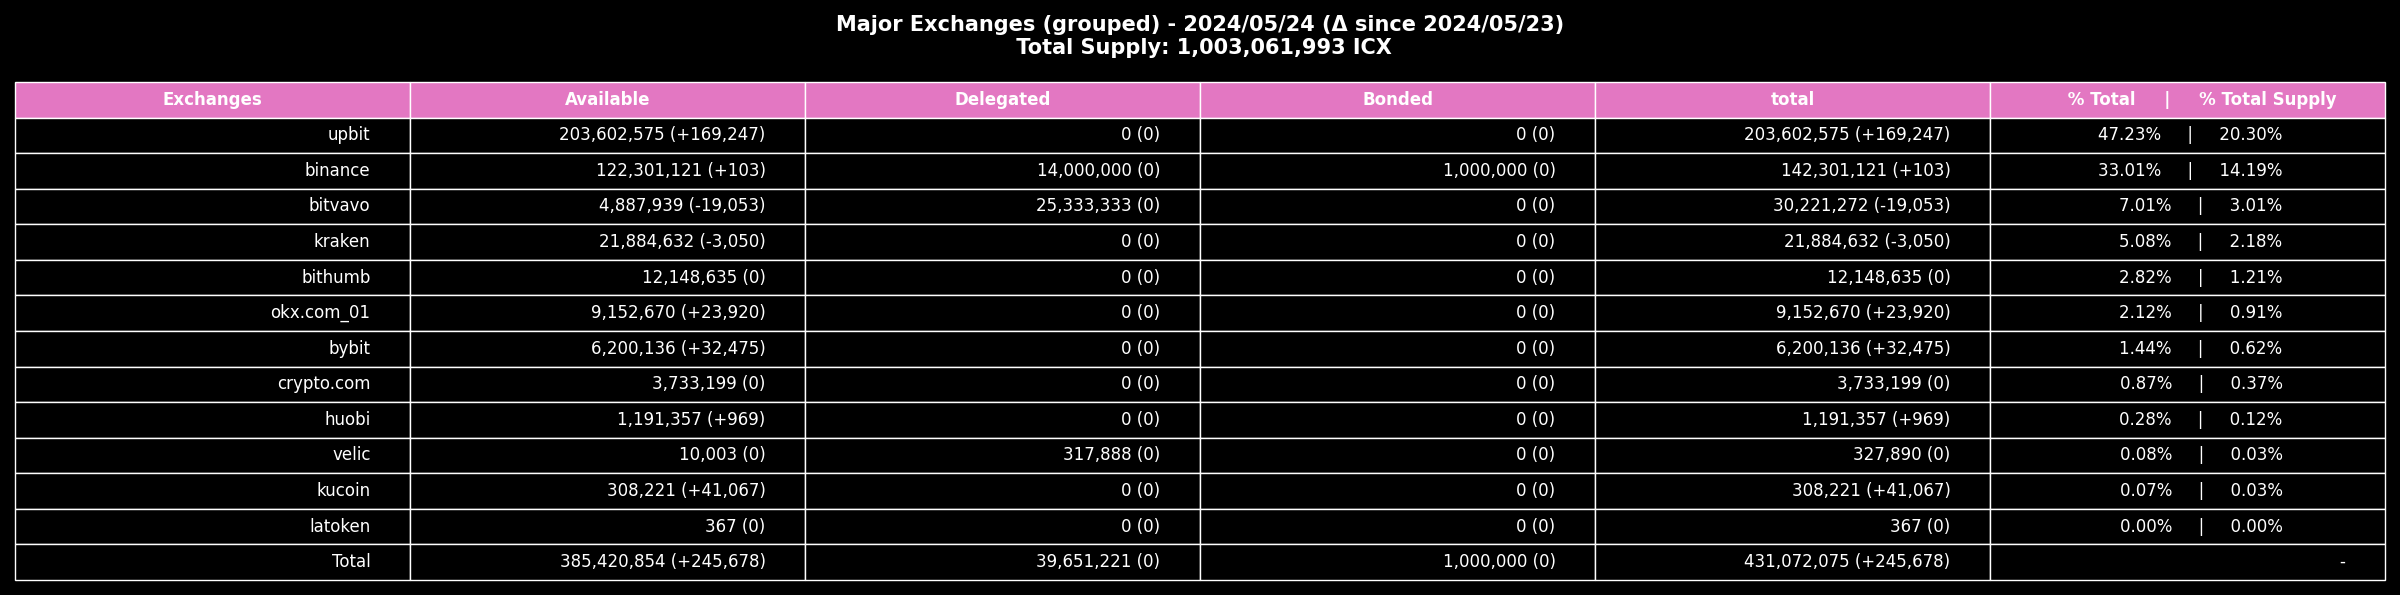 Major Exchanges (grouped) - 2024/05/24 (Δ since 2024/05/23)
Total Supply: 1,003,061,993 ICX
Exchanges Available Delegated Bonded total % Total | % Total Supply
upbit 203,602,575 (+169,247) 0 (0) 0 (0) 203,602,575 (+169,247) 47.23% | 20.30%
binance 122,301,121 (+103) 14,000,000 (0) 1,000,000 (0) 142,301,121 (+103) 33.01% | 14.19%
bitvavo 4,887,939 (-19,053) 25,333,333 (0) 0 (0) 30,221,272 (-19,053) 7.01% | 3.01%
kraken 21,884,632 (-3,050) 0 (0) 0 (0) 21,884,632 (-3,050) 5.08% | 2.18%
bithumb 12,148,635 (0) 0 (0) 0 (0) 12,148,635 (0) 2.82% | 1.21%
okx.com_01 9,152,670 (+23,920) 0 (0) 0 (0) 9,152,670 (+23,920) 2.12% | 0.91%
bybit 6,200,136 (+32,475) 0 (0) 0 (0) 6,200,136 (+32,475) 1.44% | 0.62%
crypto.com 3,733,199 (0) 0 (0) 0 (0) 3,733,199 (0) 0.87% | 0.37%
huobi 1,191,357 (+969) 0 (0) 0 (0) 1,191,357 (+969) 0.28% | 0.12%
velic 10,003 (0) 317,888 (0) 0 (0) 327,890 (0) 0.08% | 0.03%
kucoin 308,221 (+41,067) 0 (0) 0 (0) 308,221 (+41,067) 0.07% | 0.03%
latoken 367 (0) 0 (0) 0 (0) 367 (0) 0.00% | 0.00%
Total 385,420,854 (+245,678) 39,651,221 (0) 1,000,000 (0) 431,072,075 (+245,678) -